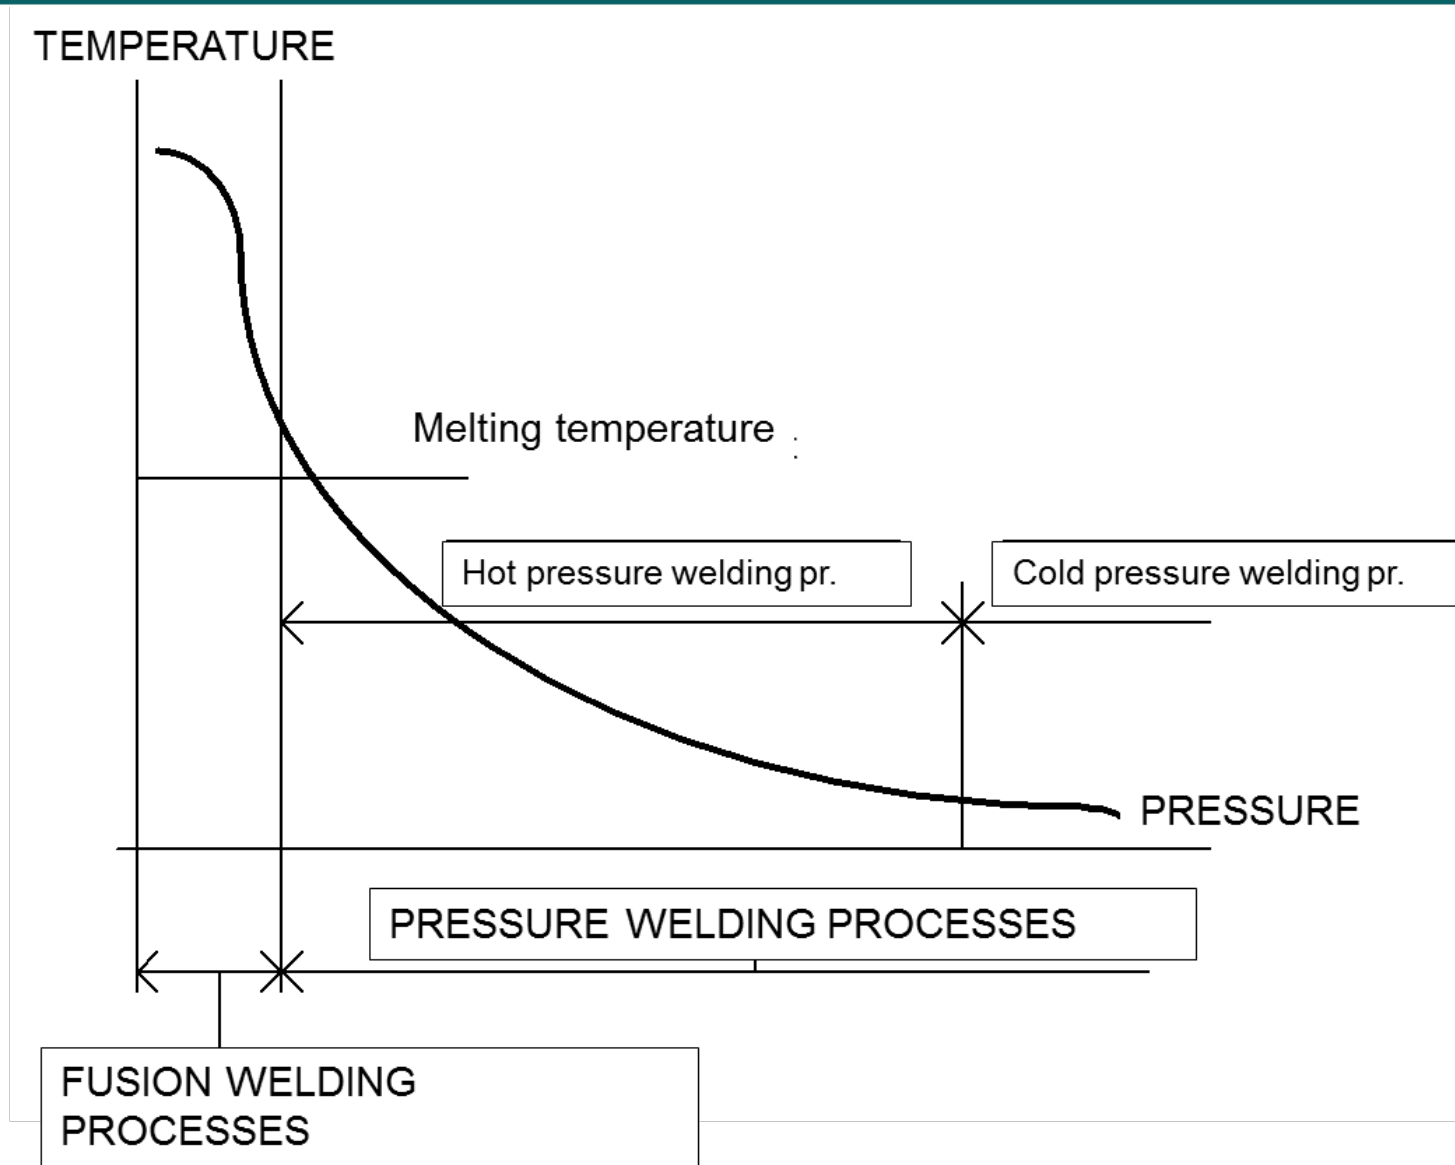 TEMPERATURE
Melting temperature :
Hot pressure welding pr.
Cold pressure welding pr.
PRESSURE
PRESSURE WELDING PROCESSES
FUSION WELDING
PROCESSES